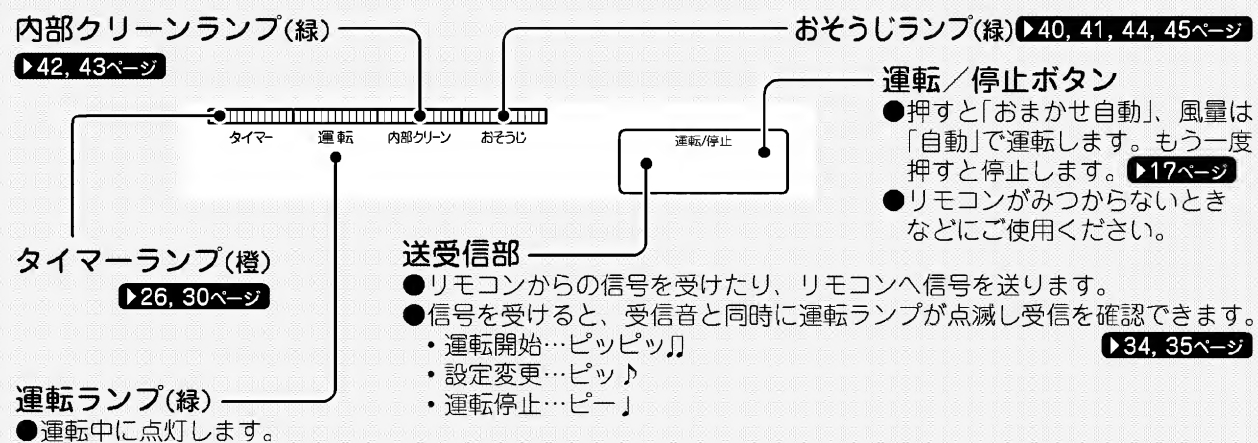 内部クリーンランプ(緑)
▶42, 43ページ
おそうじランプ(緑)▶40, 41, 44, 45ページ
タイマー 運転 内部クリーン おそうじ
運転/停止
運転／停止ボタン
●押すと｢おまかせ自動｣、風量は
｢自動｣で運転します。もう一度
押すと停止します。▶17ページ
●リモコンがみつからないとき
などにご使用ください。
タイマーランプ(橙)
▶26, 30ページ
送受信部
●リモコンからの信号を受けたり、リモコンへ信号を送ります。
●信号を受けると、受信音と同時に運転ランプが点滅し受信を確認できます。
・運転開始…ピッピッ♫
▶34, 35ページ
・設定変更…ピッ♪
・運転停止…ピー♩
運転ランプ(緑)
●運転中に点灯します。